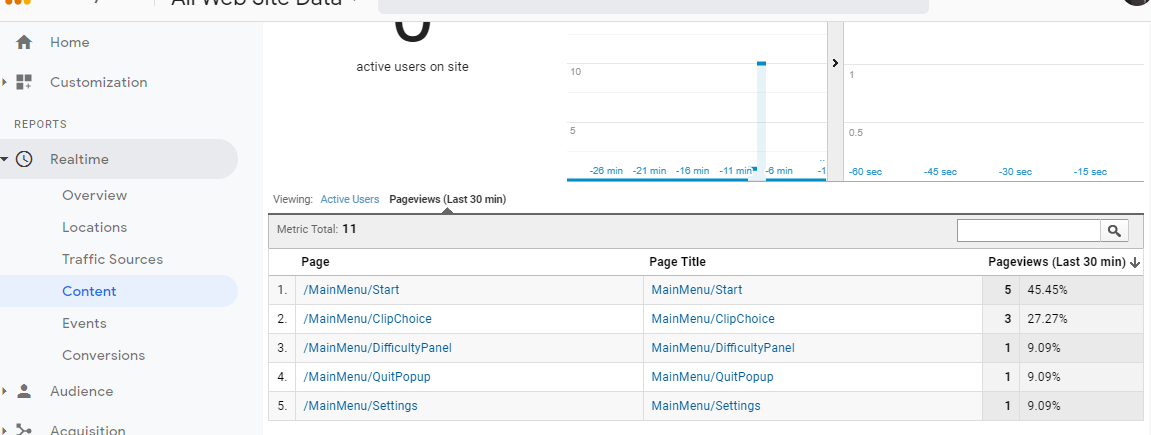 All Web Site Data
Home
Customization
REPORTS
Realtime
Overview
Locations
Traffic Sources
Content
Events
Conversions
Audience
Acquisition
0
active users on site
10
5
-26 min -21 min -16 min -11 min -6 min -1
1
0.5
-60 sec -45 sec -30 sec -15 sec
Viewing: Active Users Pageviews (Last 30 min)
Metric Total: 11
Page Page Title Pageviews (Last 30 min)
1. /MainMenu/Start MainMenu/Start 5 45.45%
2. /MainMenu/ClipChoice MainMenu/ClipChoice 3 27.27%
3. /MainMenu/DifficultyPanel MainMenu/DifficultyPanel 1 9.09%
4. /MainMenu/QuitPopup MainMenu/QuitPopup 1 9.09%
5. /MainMenu/Settings MainMenu/Settings 1 9.09%